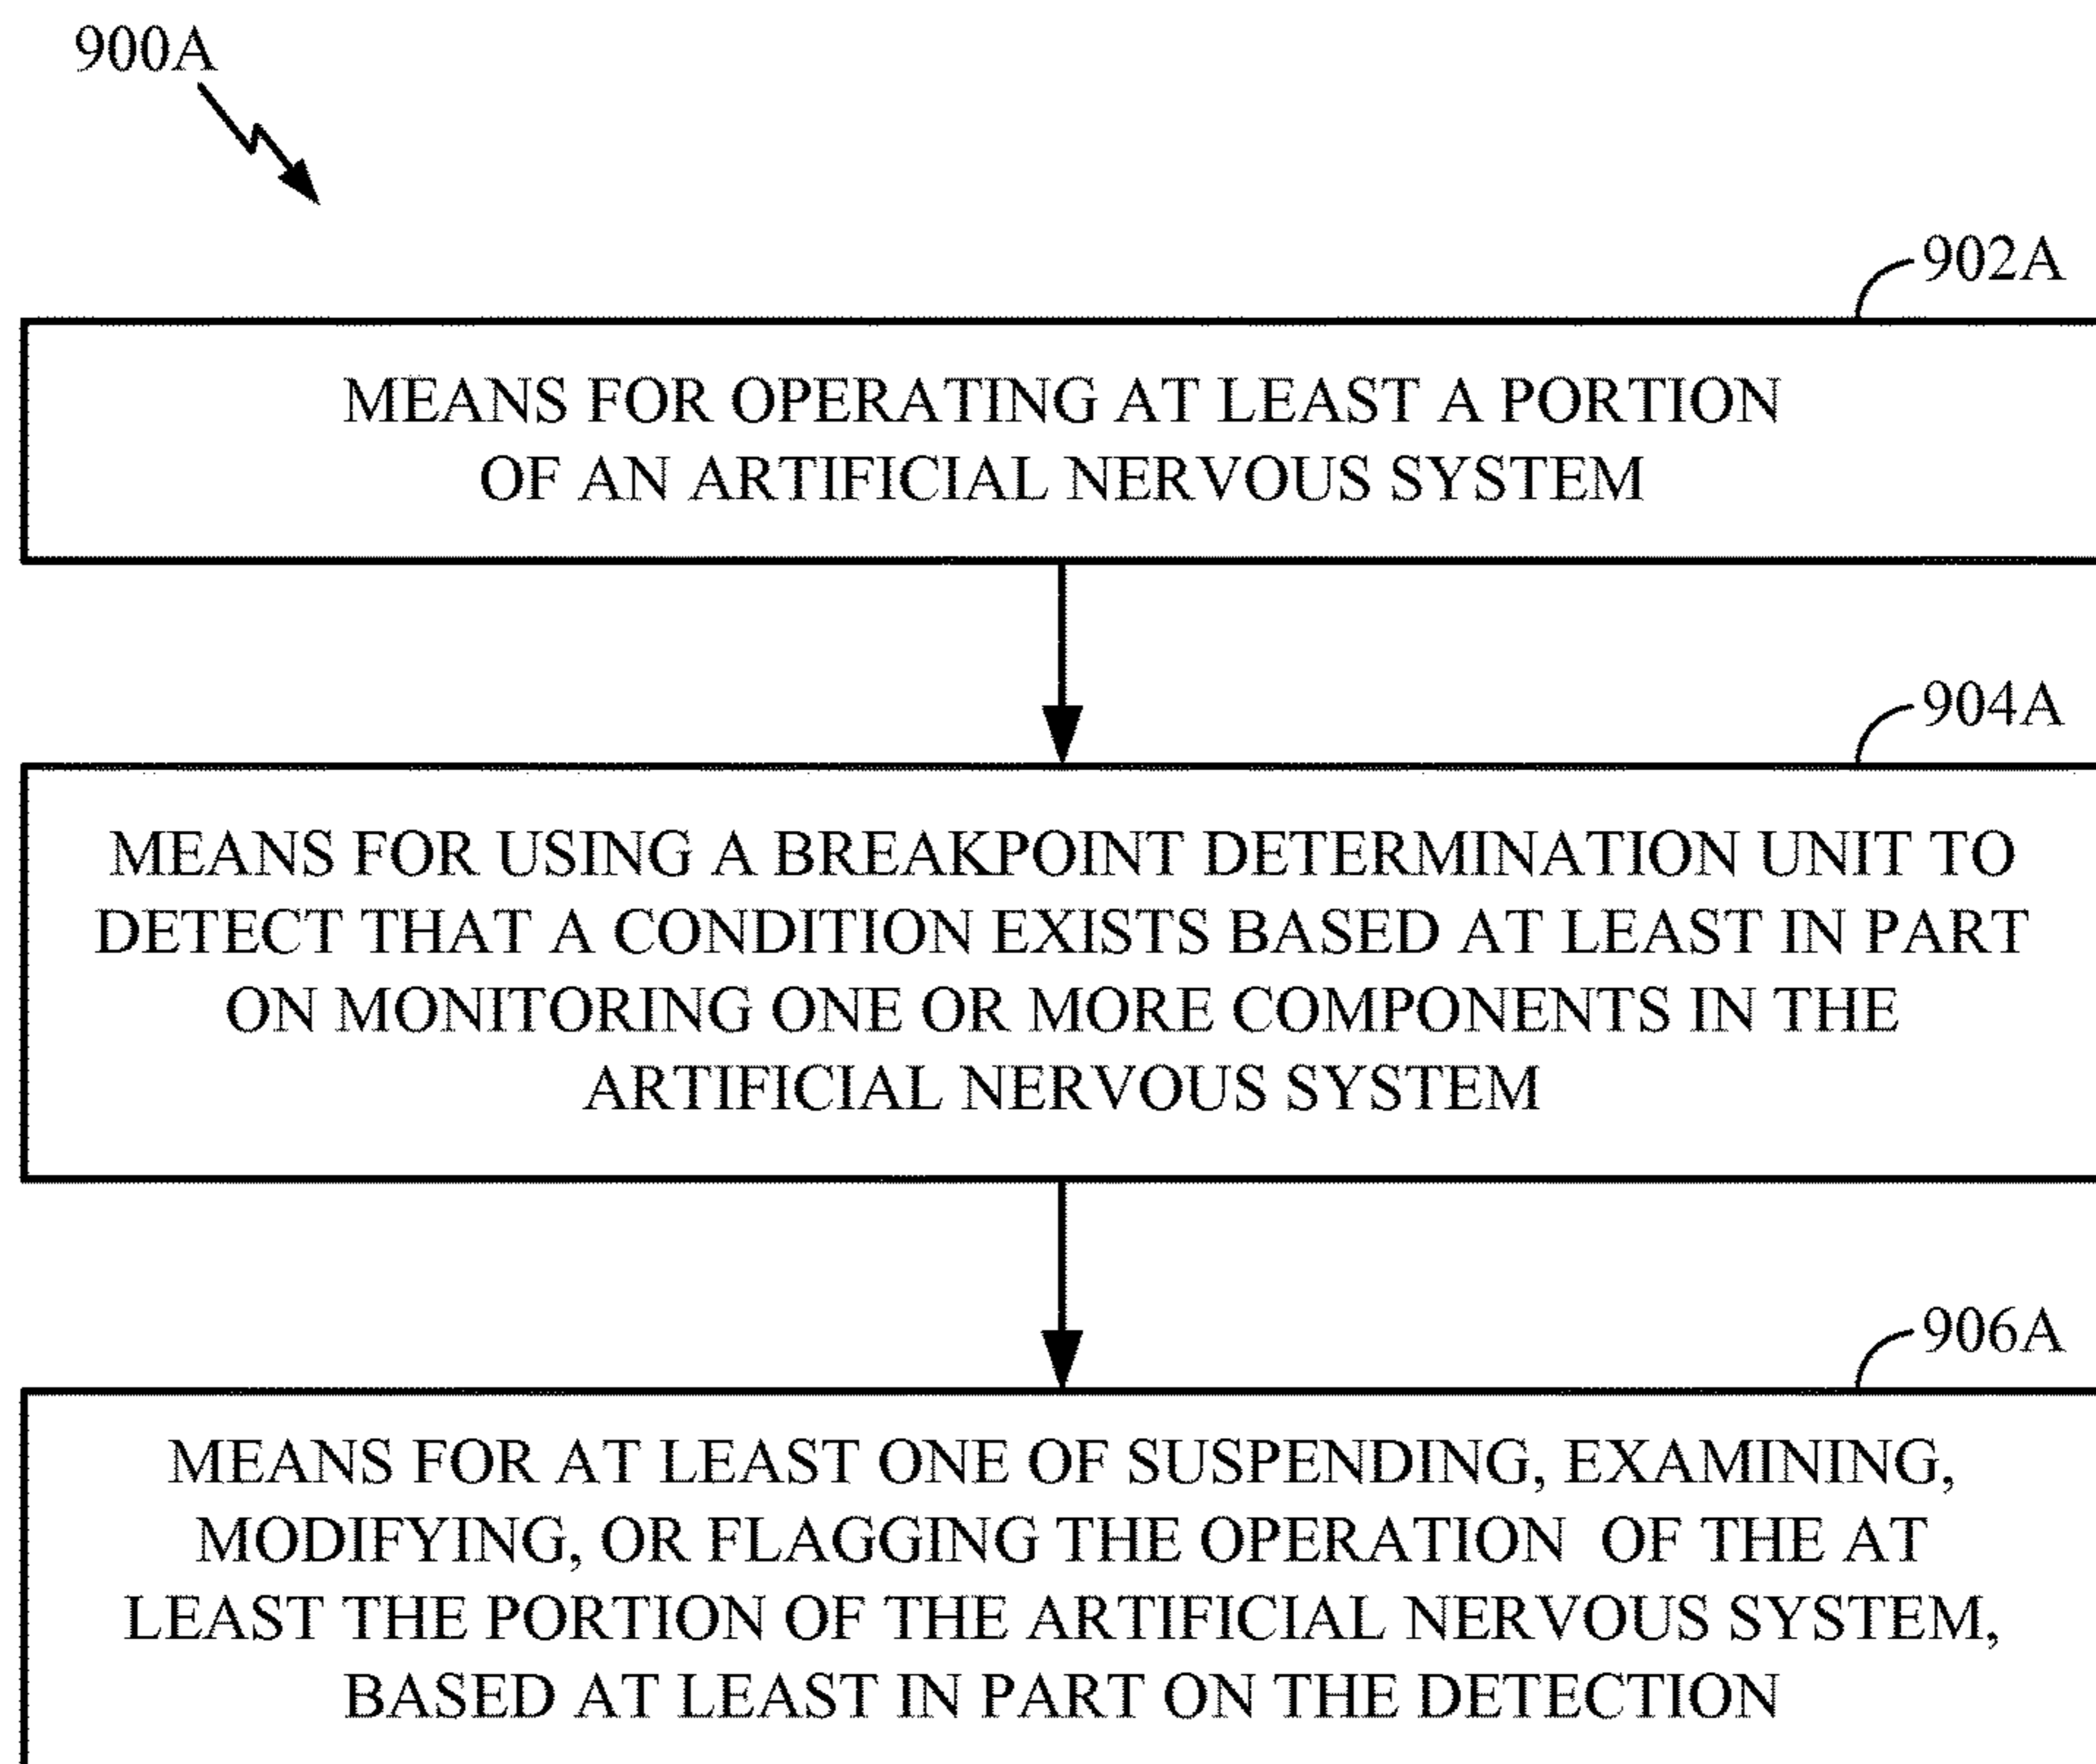 900A
902A
MEANS FOR OPERATING AT LEAST A PORTION
OF AN ARTIFICIAL NERVOUS SYSTEM
904A
MEANS FOR USING A BREAKPOINT DETERMINATION UNIT TO
DETECT THAT A CONDITION EXISTS BASED AT LEAST IN PART
ON MONITORING ONE OR MORE COMPONENTS IN THE
ARTIFICIAL NERVOUS SYSTEM
906A
MEANS FOR AT LEAST ONE OF SUSPENDING, EXAMINING,
MODIFYING, OR FLAGGING THE OPERATION OF THE AT
LEAST THE PORTION OF THE ARTIFICIAL NERVOUS SYSTEM,
BASED AT LEAST IN PART ON THE DETECTION